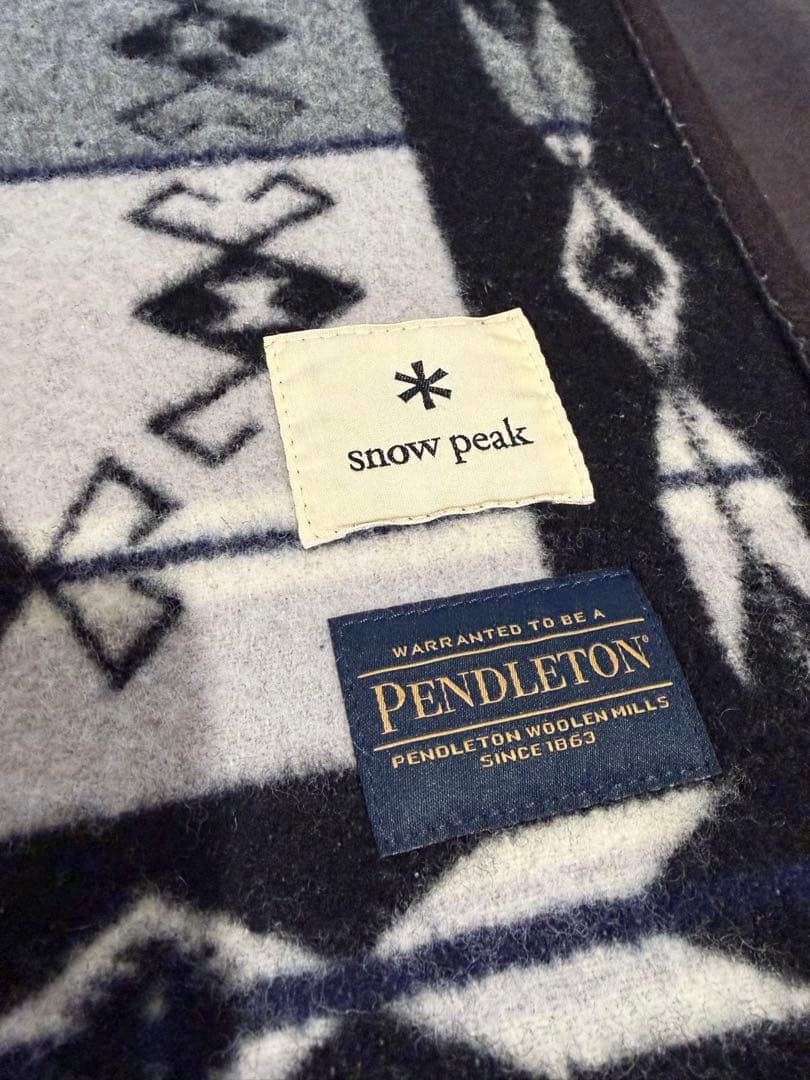 snow peak
WARRANTED TO BE A
PENDLETON®
PENDLETON WOOLEN MILLS
SINCE 1863